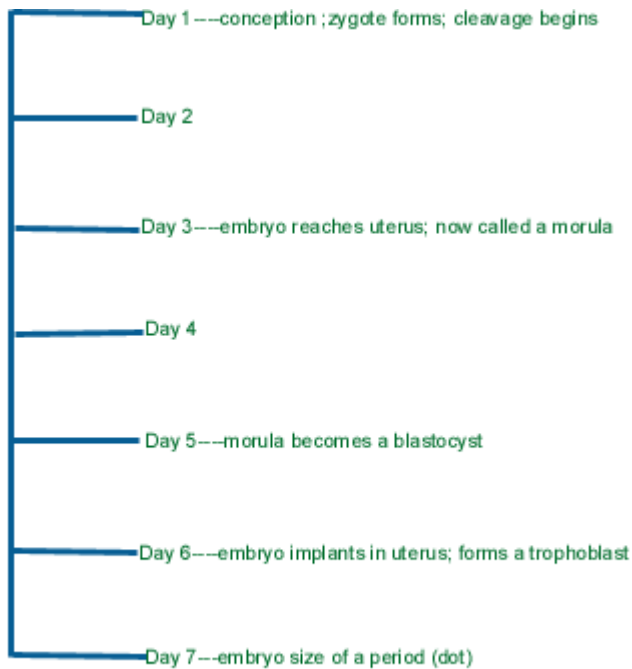 Day 1----conception ;zygote forms; cleavage begins
Day 2
Day 3----embryo reaches uterus; now called a morula
Day 4
Day 5----morula becomes a blastocyst
Day 6----embryo implants in uterus; forms a trophoblast
Day 7---embryo size of a period (dot)